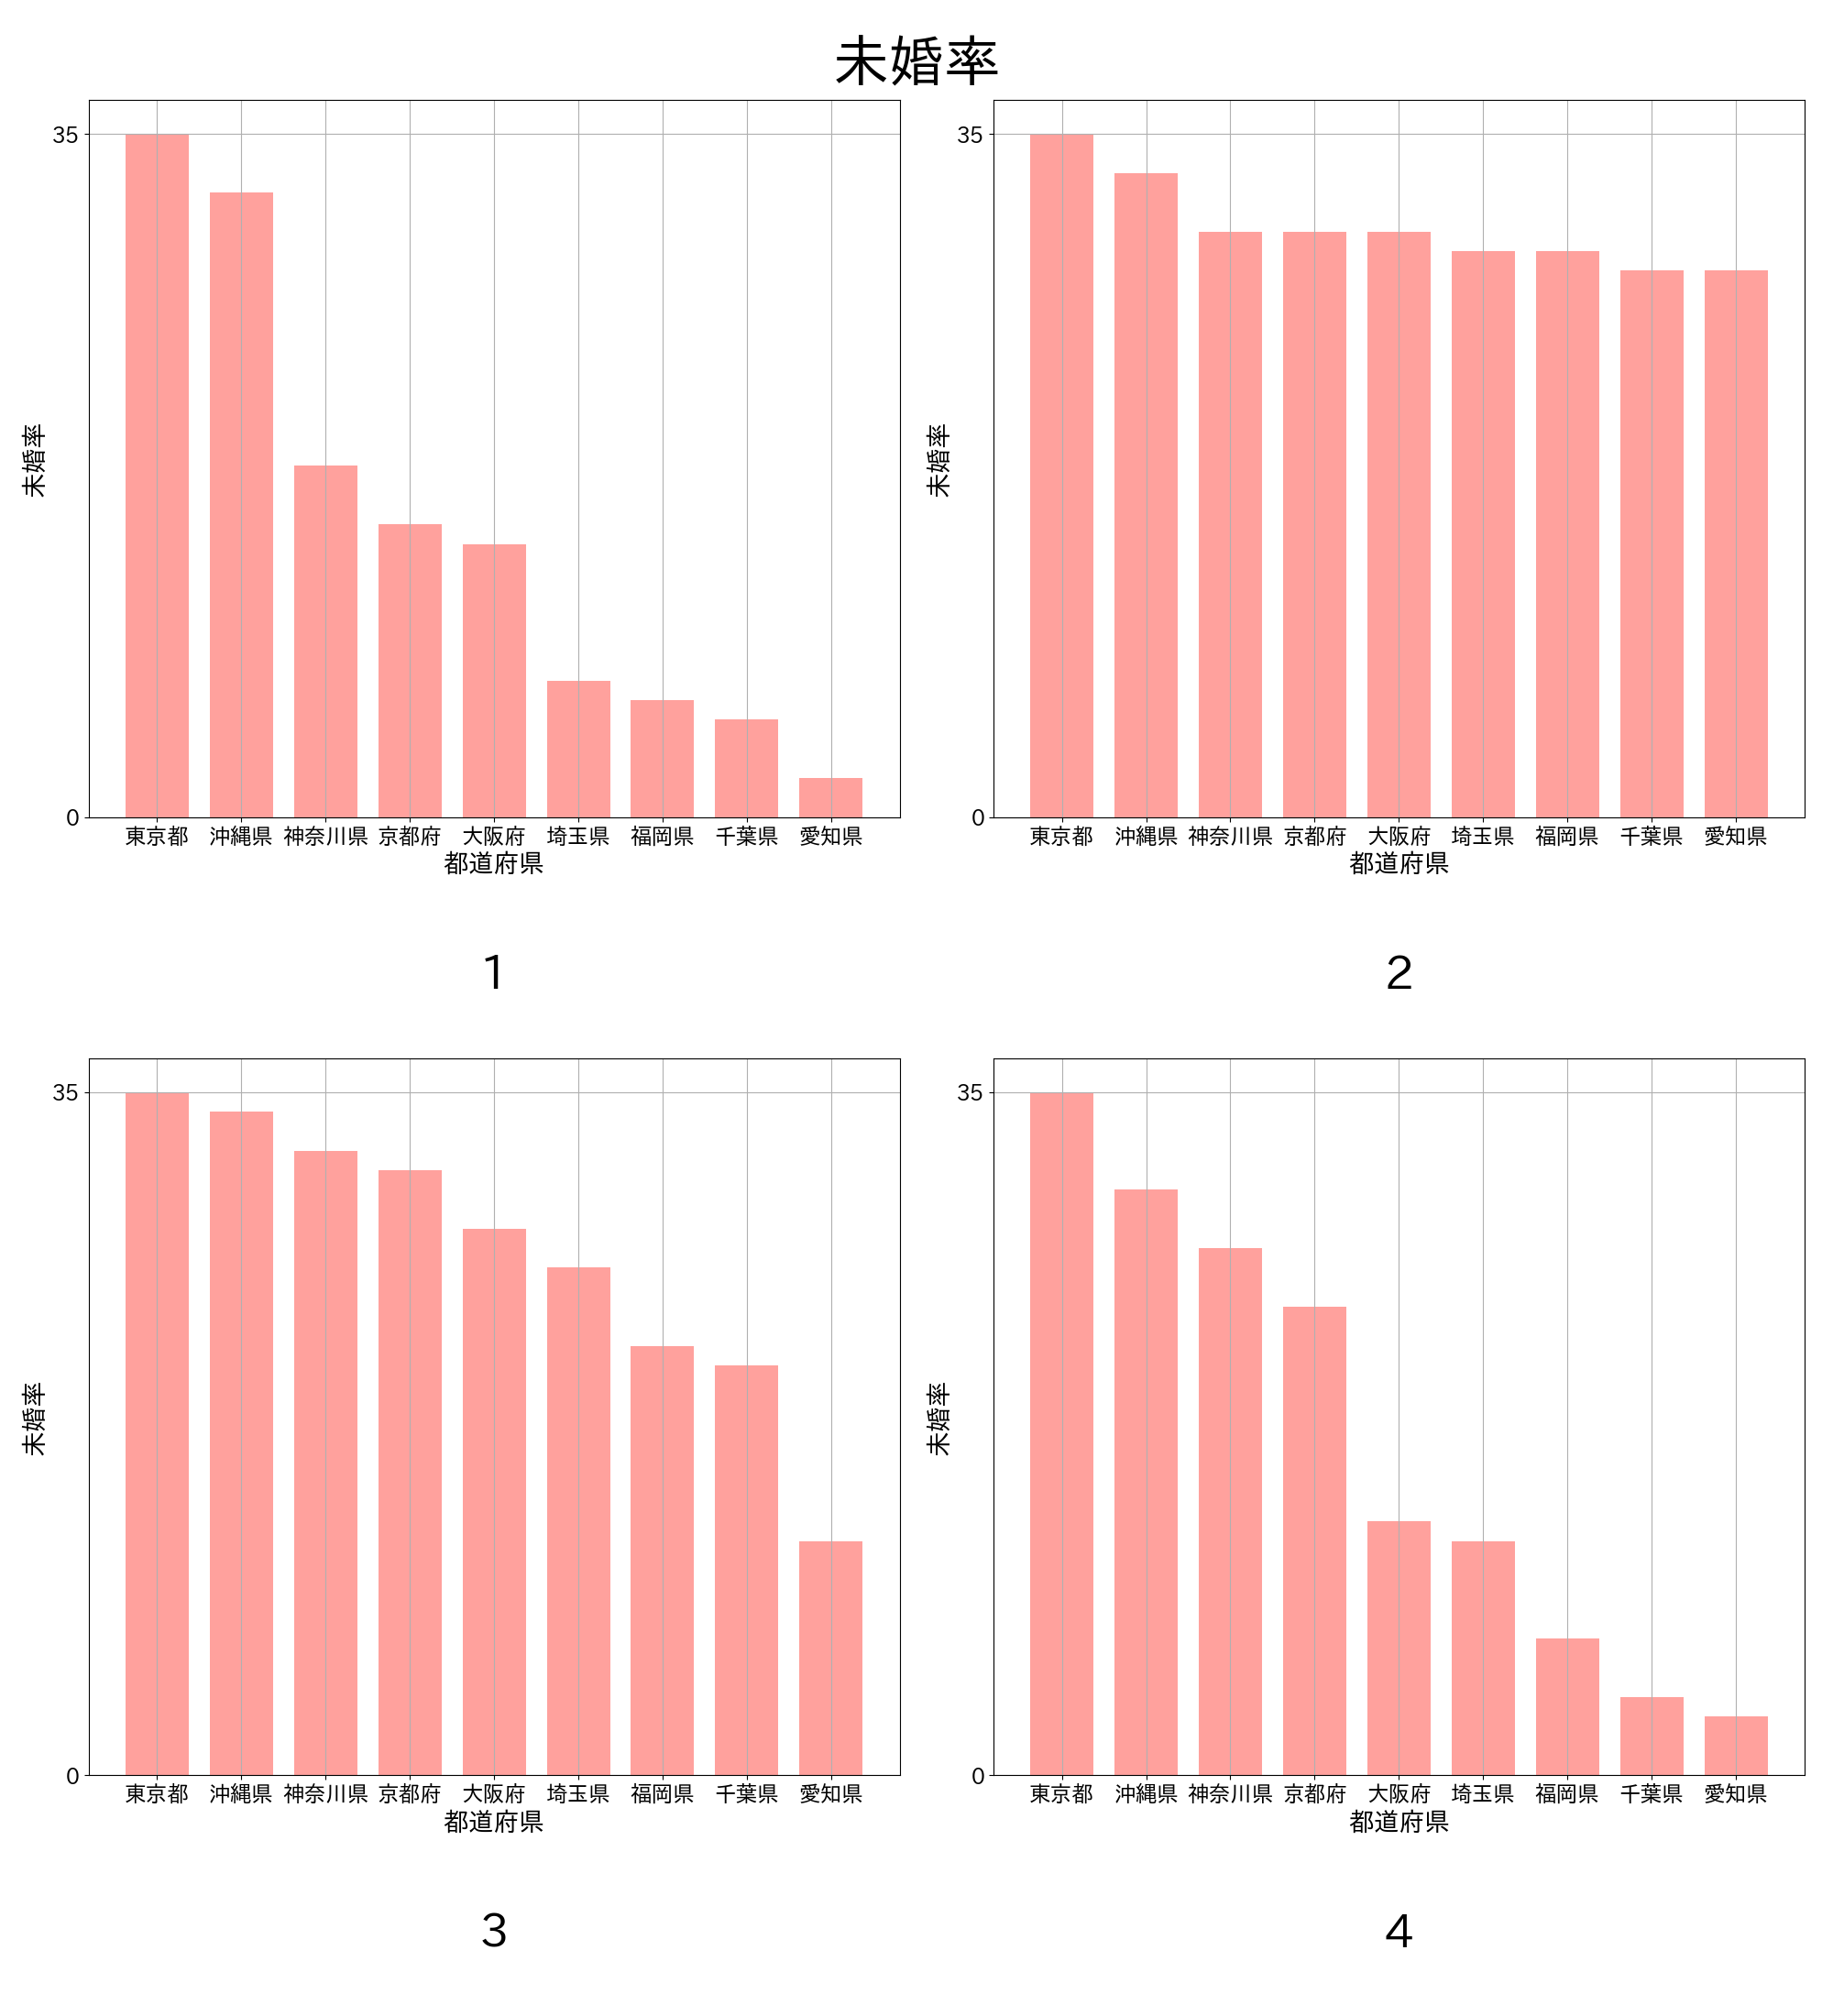 未婚率
35
0
未婚率
東京都 沖縄県 神奈川県 京都府 大阪府 埼玉県 福岡県 千葉県 愛知県
都道府県
1
35
0
未婚率
東京都 沖縄県 神奈川県 京都府 大阪府 埼玉県 福岡県 千葉県 愛知県
都道府県
2
35
0
未婚率
東京都 沖縄県 神奈川県 京都府 大阪府 埼玉県 福岡県 千葉県 愛知県
都道府県
3
35
0
未婚率
東京都 沖縄県 神奈川県 京都府 大阪府 埼玉県 福岡県 千葉県 愛知県
都道府県
4